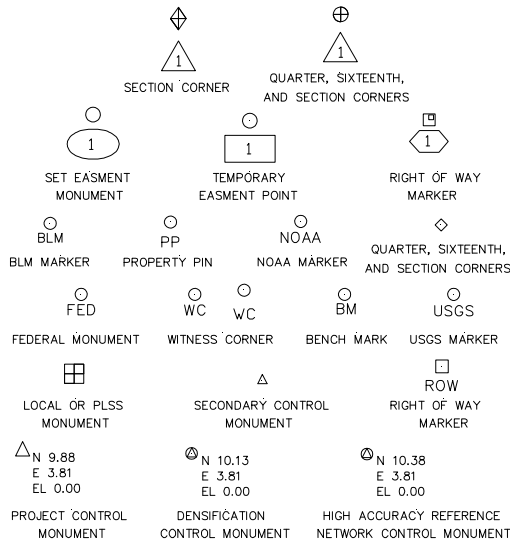 1
1
SECTION CORNER
QUARTER, SIXTEENTH,
AND SECTION CORNERS
1
1
1
SET EASMENT
MONUMENT
TEMPORARY
EASMENT POINT
RIGHT OF WAY
MARKER
BLM
PP
NOAA
BLM MARKER
PROPERTY PIN
NOAA MARKER
QUARTER, SIXTEENTH,
AND SECTION CORNERS
FED
WC
WC
BM
USGS
FEDERAL MONUMENT
WITNESS CORNER
BENCH MARK
USGS MARKER
ROW
LOCAL OR PLSS
MONUMENT
SECONDARY CONTROL
MONUMENT
RIGHT OF WAY
MARKER
N 9.88
E 3.81
EL 0.00
N 10.13
E 3.81
EL 0.00
N 10.38
E 3.81
EL 0.00
PROJECT CONTROL
MONUMENT
DENSIFICATION
CONTROL MONUMENT
HIGH ACCURACY REFERENCE
NETWORK CONTROL MONUMENT